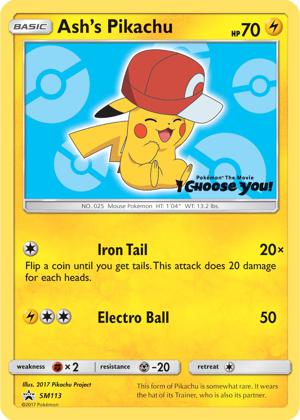 BASIC Ash's Pikachu HP 70
Pokémon The Movie
I Choose You!
NO. 025 Mouse Pokémon HT: 1'04" WT: 13.2 lbs.
Iron Tail 20×
Flip a coin until you get tails. This attack does 20 damage
for each heads.
Electro Ball 50
weakness ×2 resistance -20 retreat
Illus. 2017 Pikachu Project
SM113
©2017 Pokémon
This form of Pikachu is somewhat rare. It wears
the hat of its Trainer, who is also its partner.